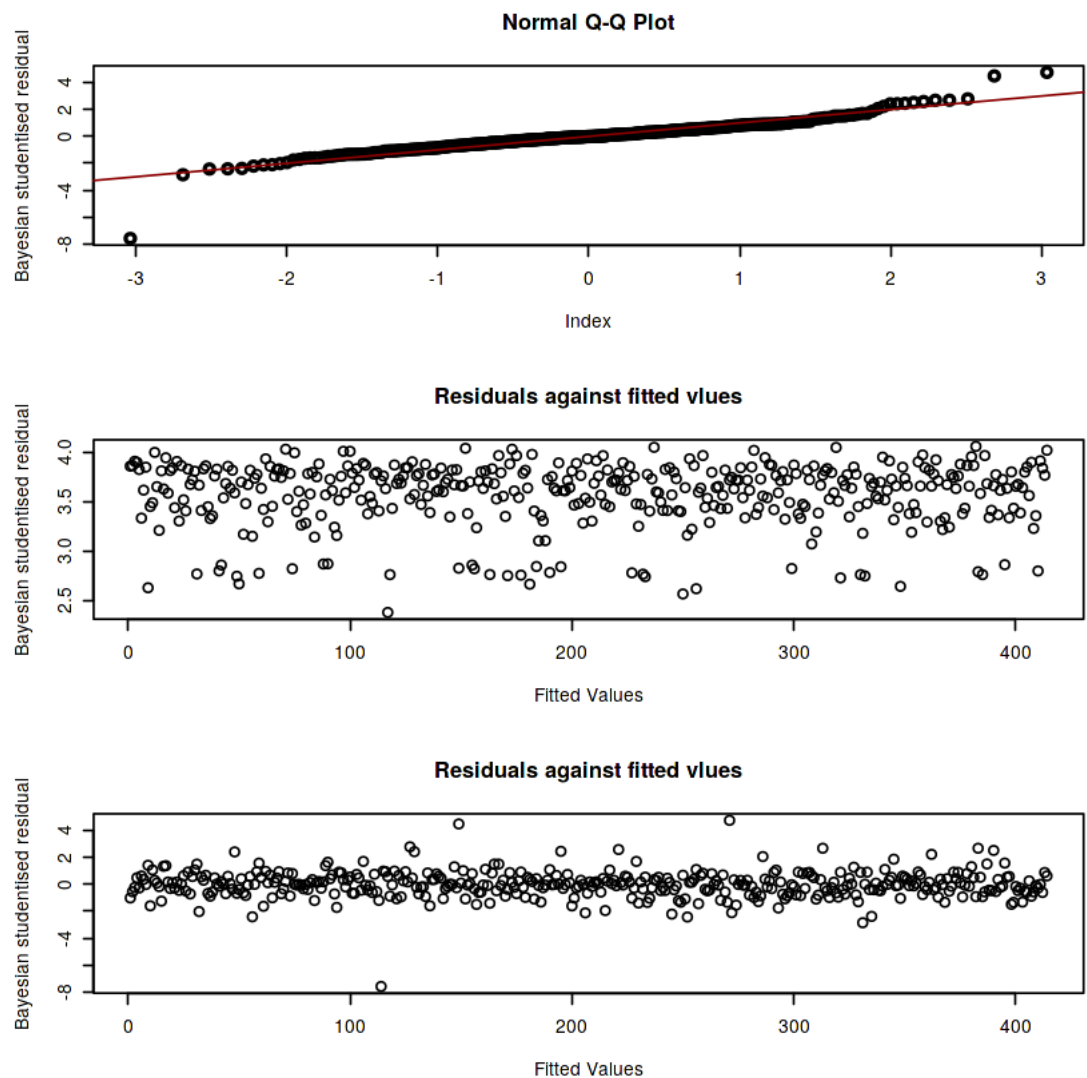 Normal Q-Q Plot
Bayesian studentised residual
4
2
0
-4
-8
-3 -2 -1 0 1 2 3
Index
Residuals against fitted vlues
Bayesian studentised residual
4.0
3.5
3.0
2.5
0 100 200 300 400
Fitted Values
Residuals against fitted vlues
Bayesian studentised residual
4
2
0
-4
-8
0 100 200 300 400
Fitted Values